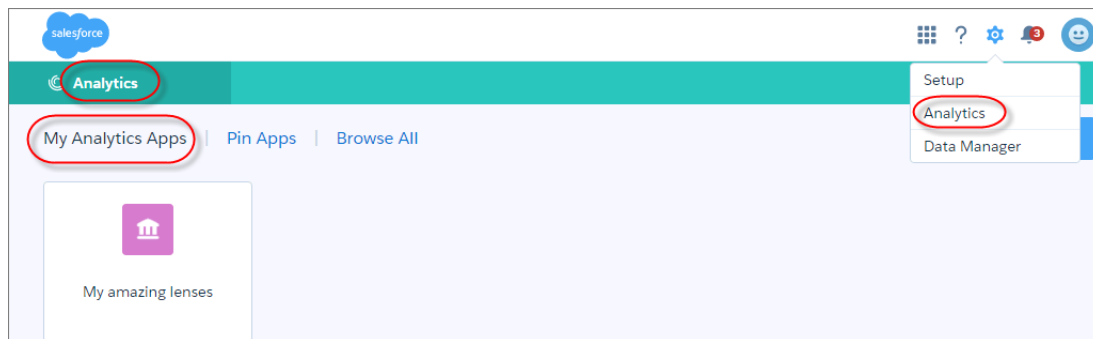 salesforce
?
3
Analytics
Setup
Analytics
Data Manager
My Analytics Apps | Pin Apps | Browse All
My amazing lenses